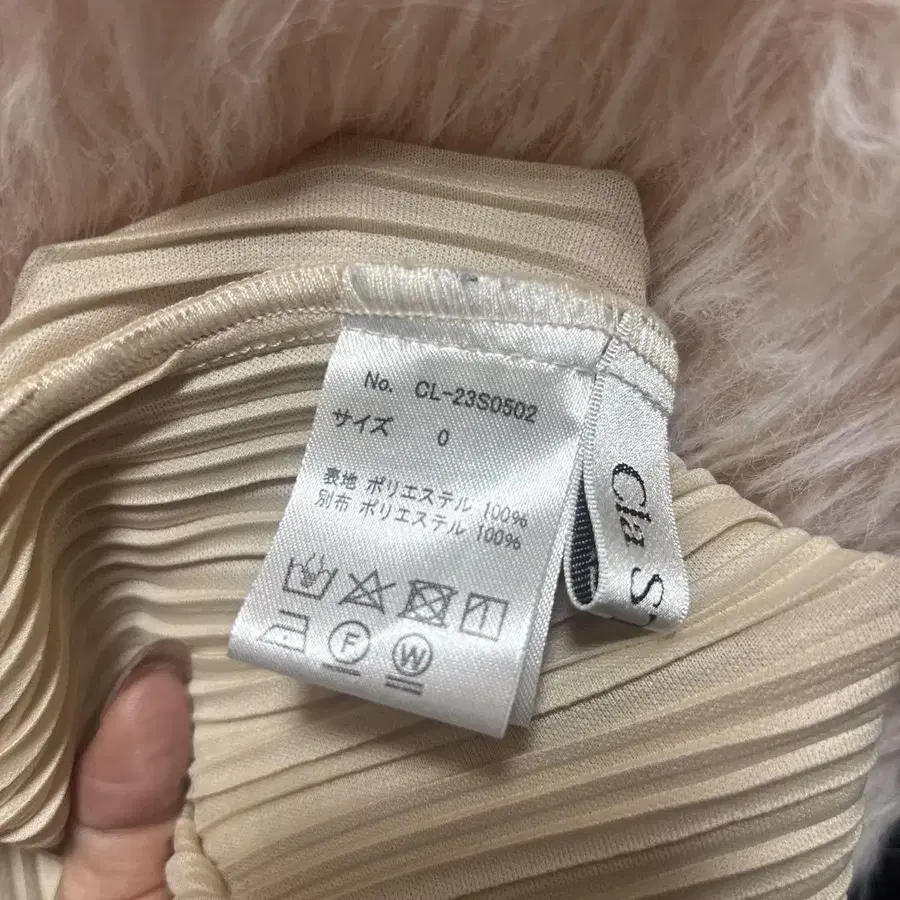 No. CL-23S0502
サイズ 0
表地 ポリエステル 100%
別布 ポリエステル 100%
F
W
Cla